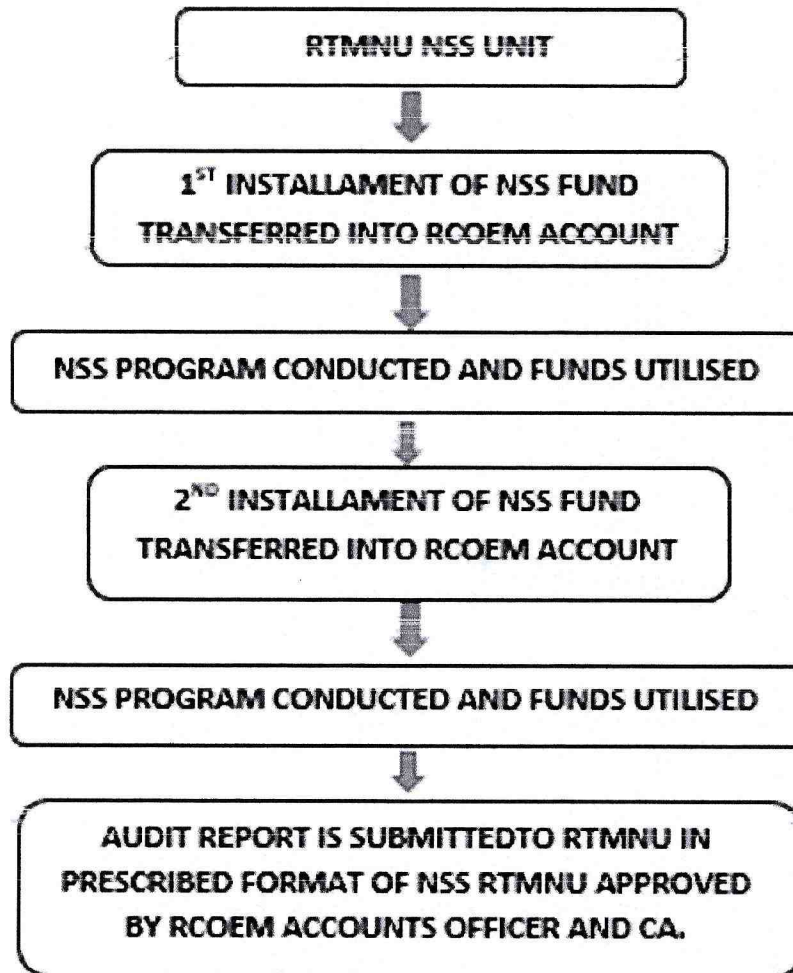 RTMNU NSS UNIT
1ST INSTALLAMENT OF NSS FUND
TRANSFERRED INTO RCOEM ACCOUNT
NSS PROGRAM CONDUCTED AND FUNDS UTILISED
2ND INSTALLAMENT OF NSS FUND
TRANSFERRED INTO RCOEM ACCOUNT
NSS PROGRAM CONDUCTED AND FUNDS UTILISED
AUDIT REPORT IS SUBMITTEDTO RTMNU IN
PRESCRIBED FORMAT OF NSS RTMNU APPROVED
BY RCOEM ACCOUNTS OFFICER AND CA.